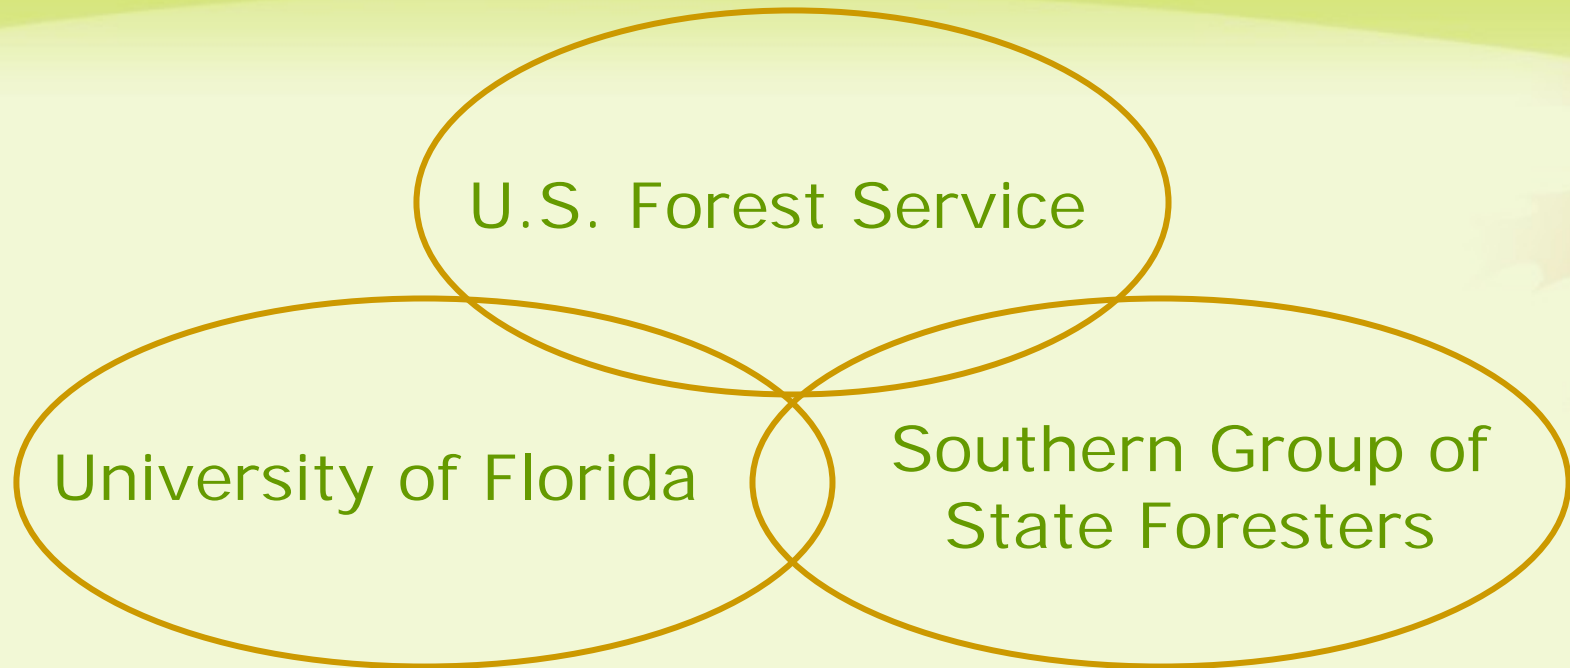 U.S. Forest Service
University of Florida
Southern Group of
State Foresters